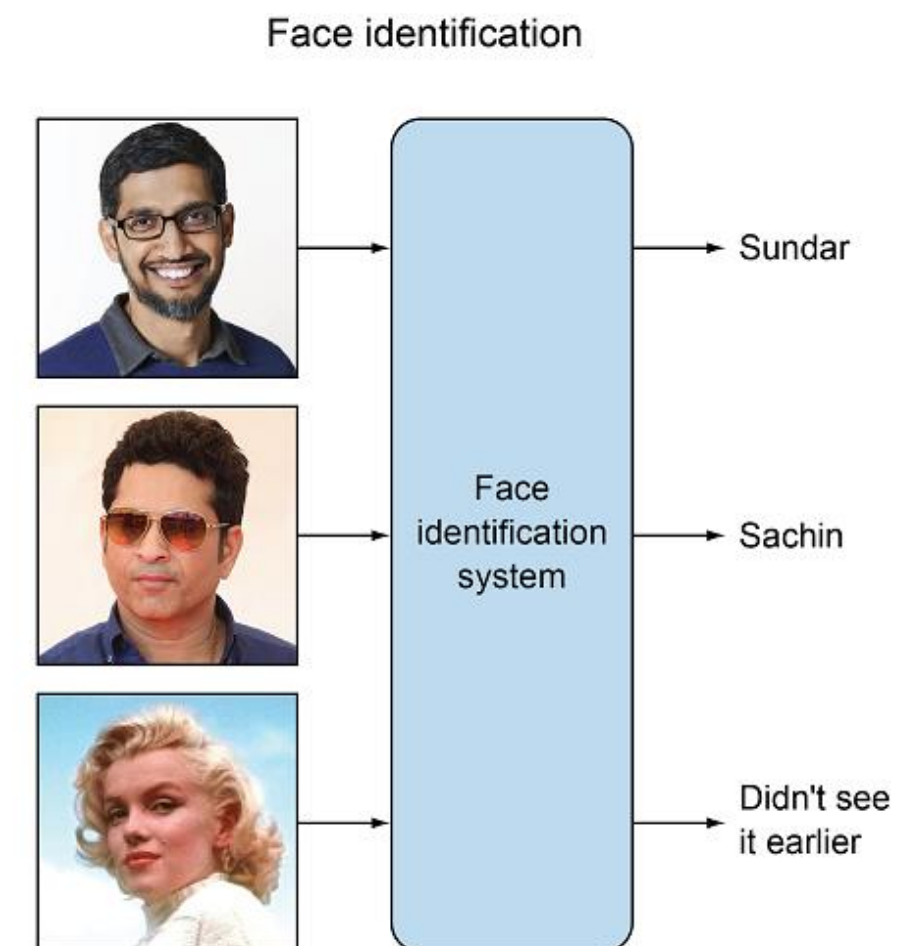 Face identification
Sundar
Face
identification
system
Sachin
Didn't see
it earlier